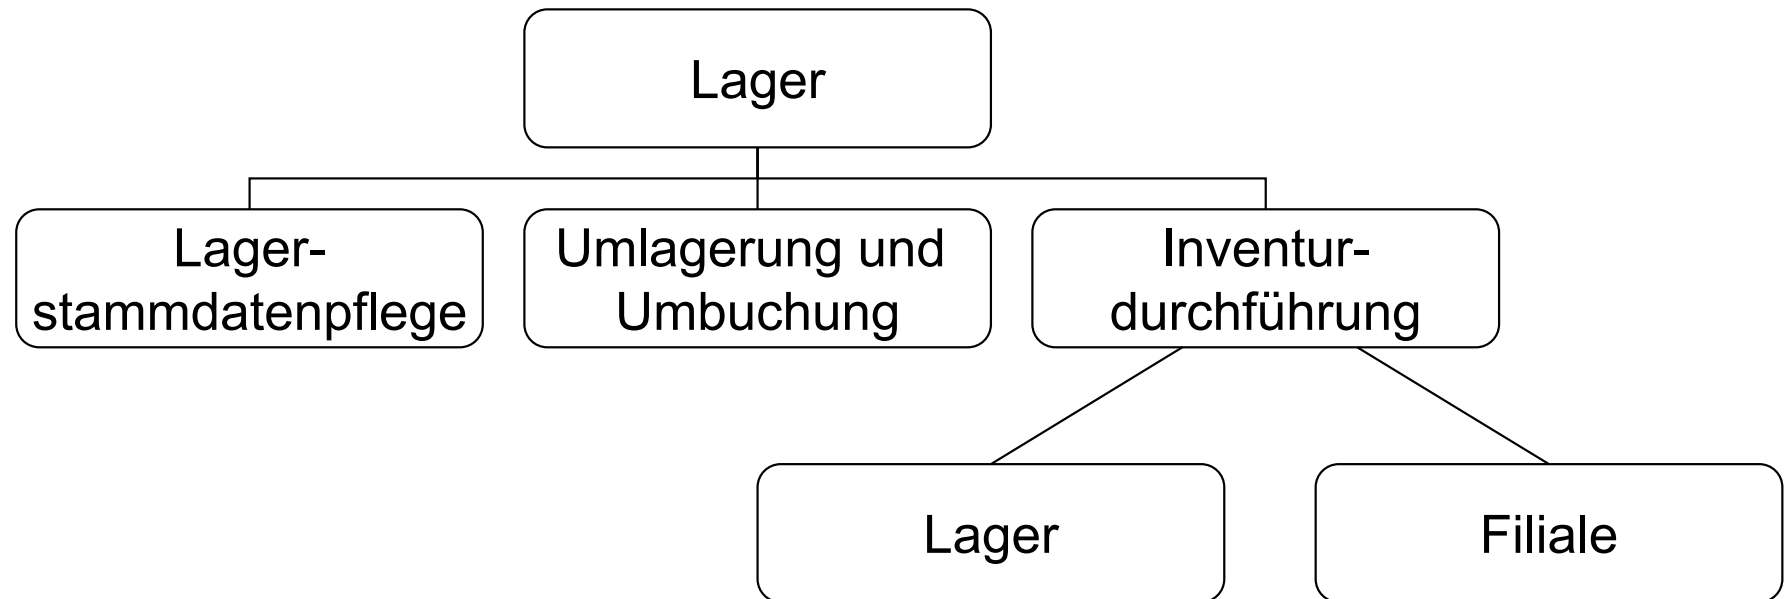 Lager
Lager-
stammdatenpflege
Umlagerung und
Umbuchung
Inventur-
durchführung
Lager
Filiale